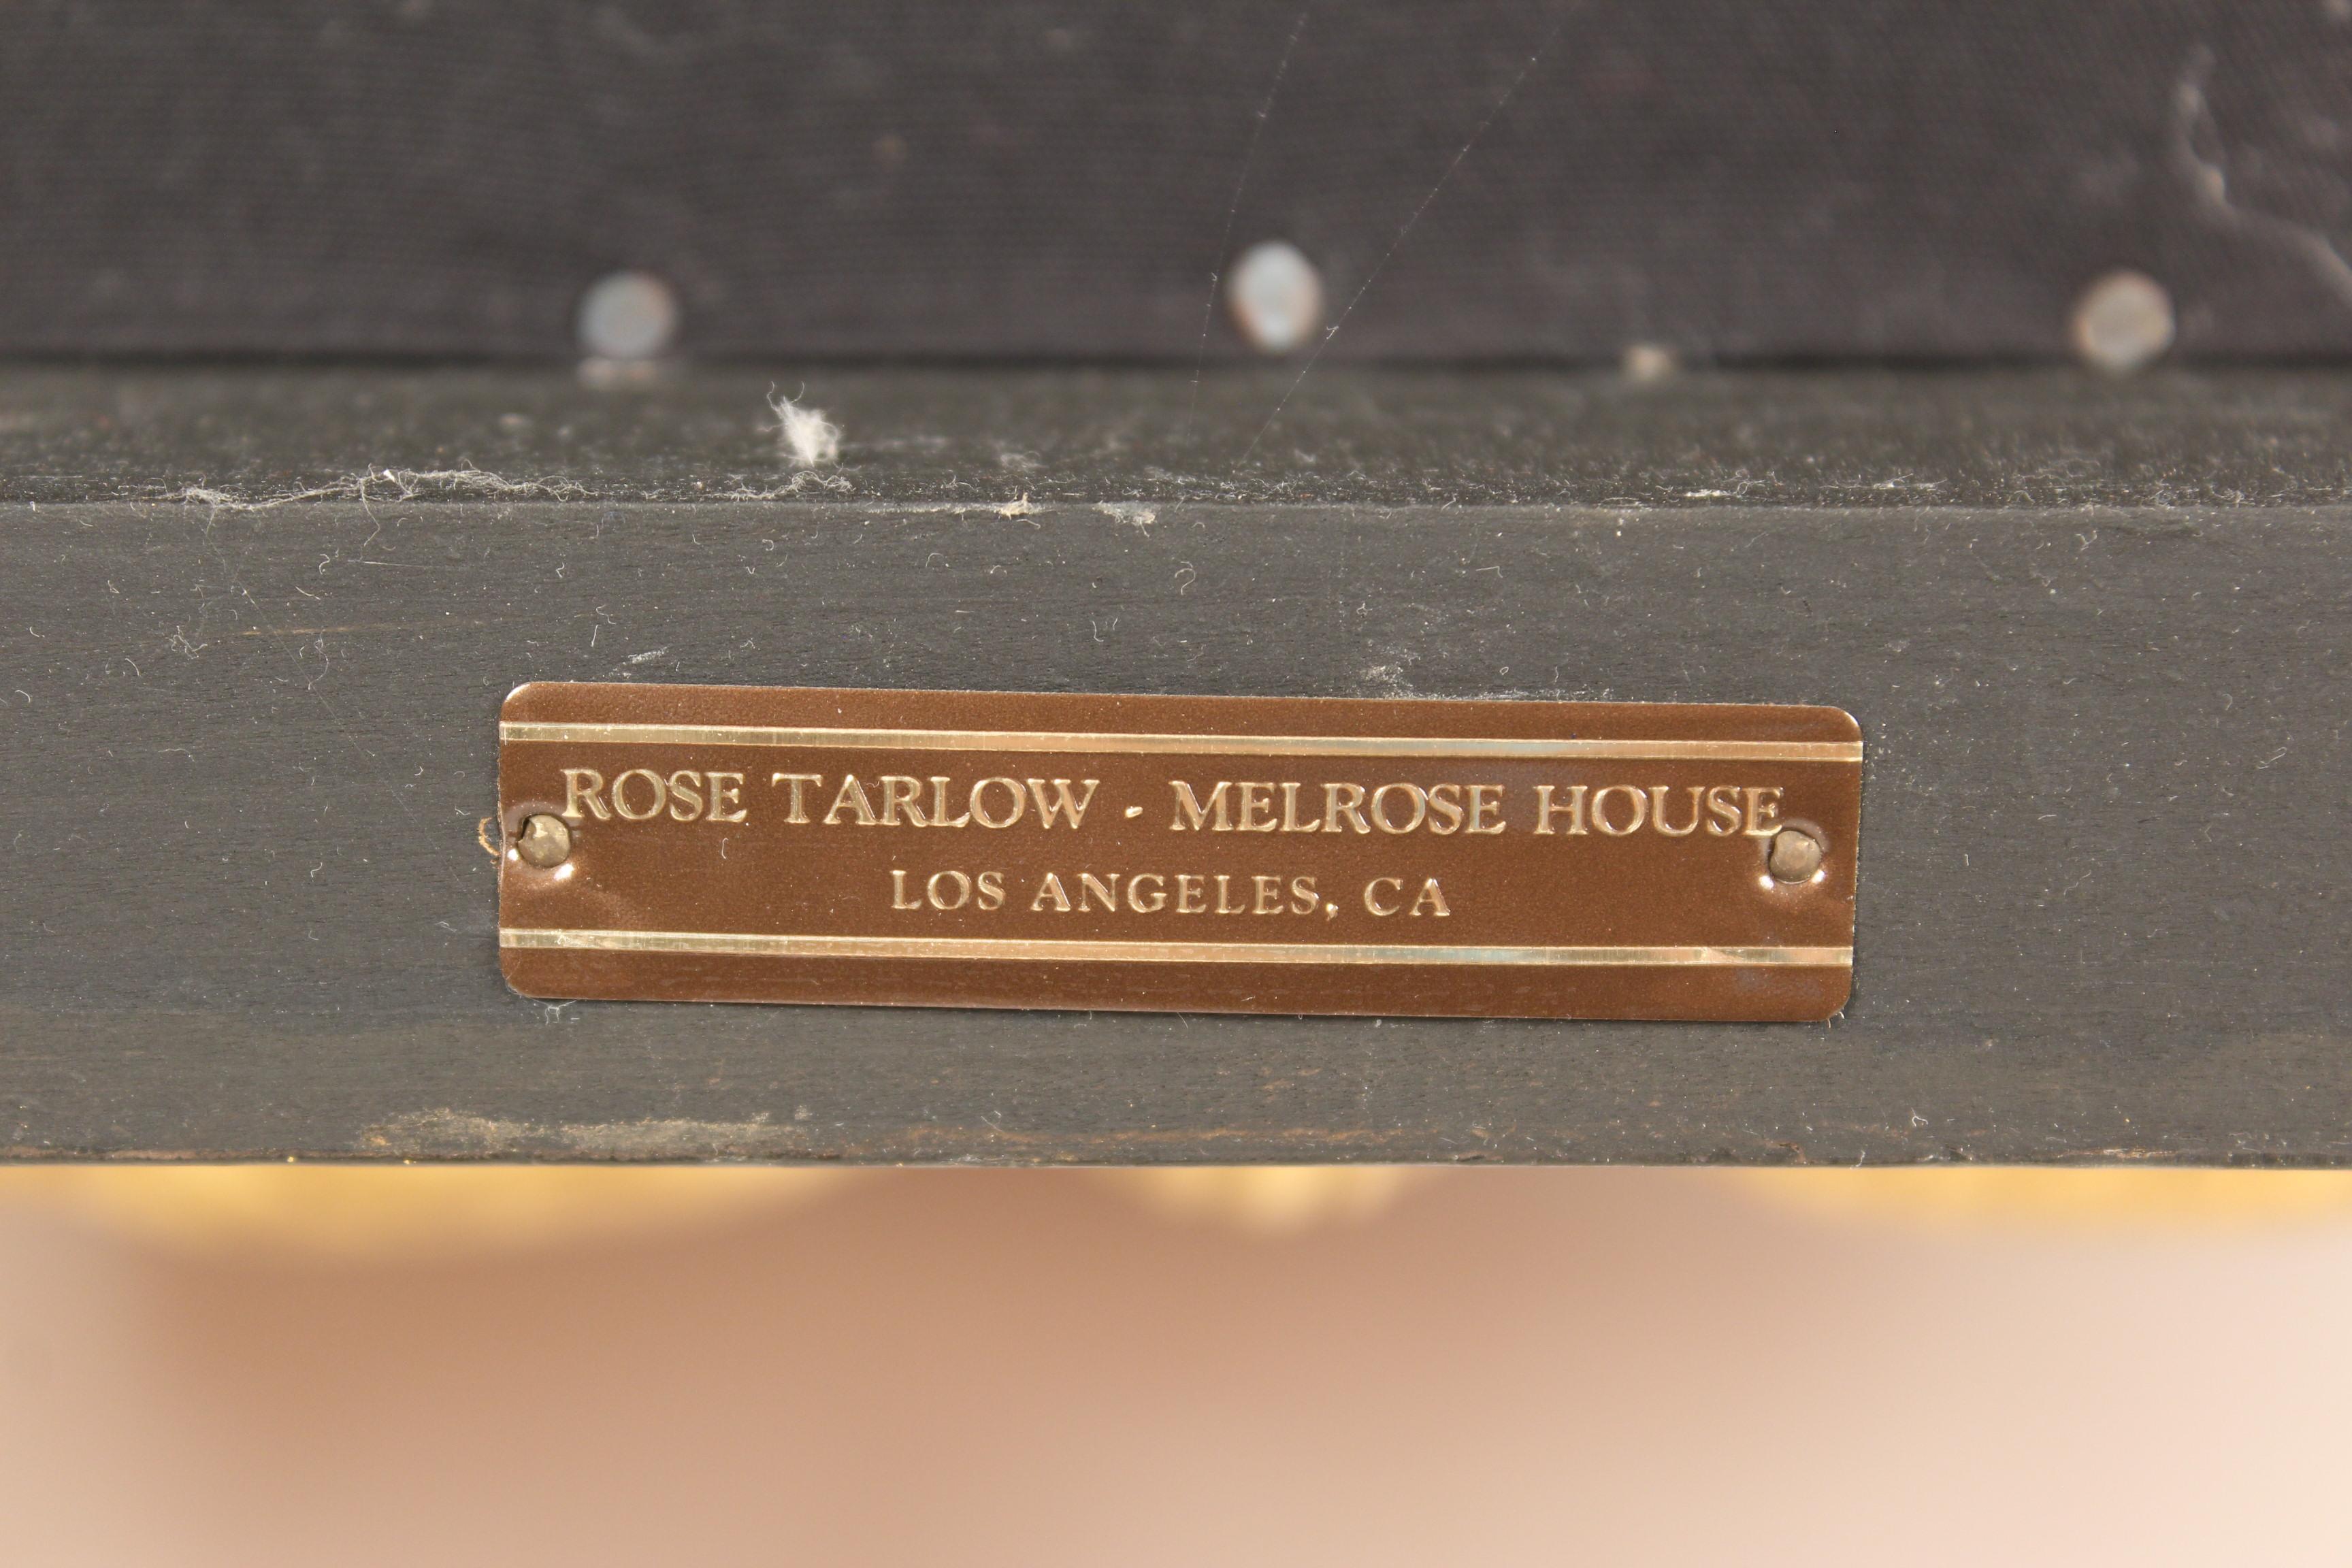 ROSE TARLOW · MELROSE HOUSE
LOS ANGELES, CA